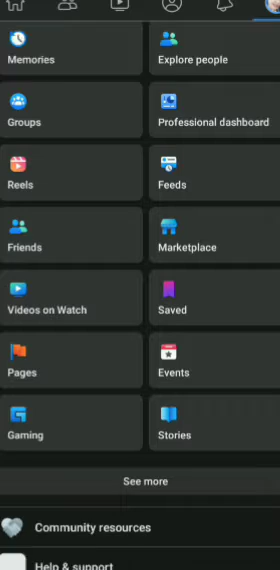 Memories
Explore people
Groups
Professional dashboard
Reels
Feeds
Friends
Marketplace
Videos on Watch
Saved
Pages
Events
Gaming
Stories
See more
Community resources
Help & support